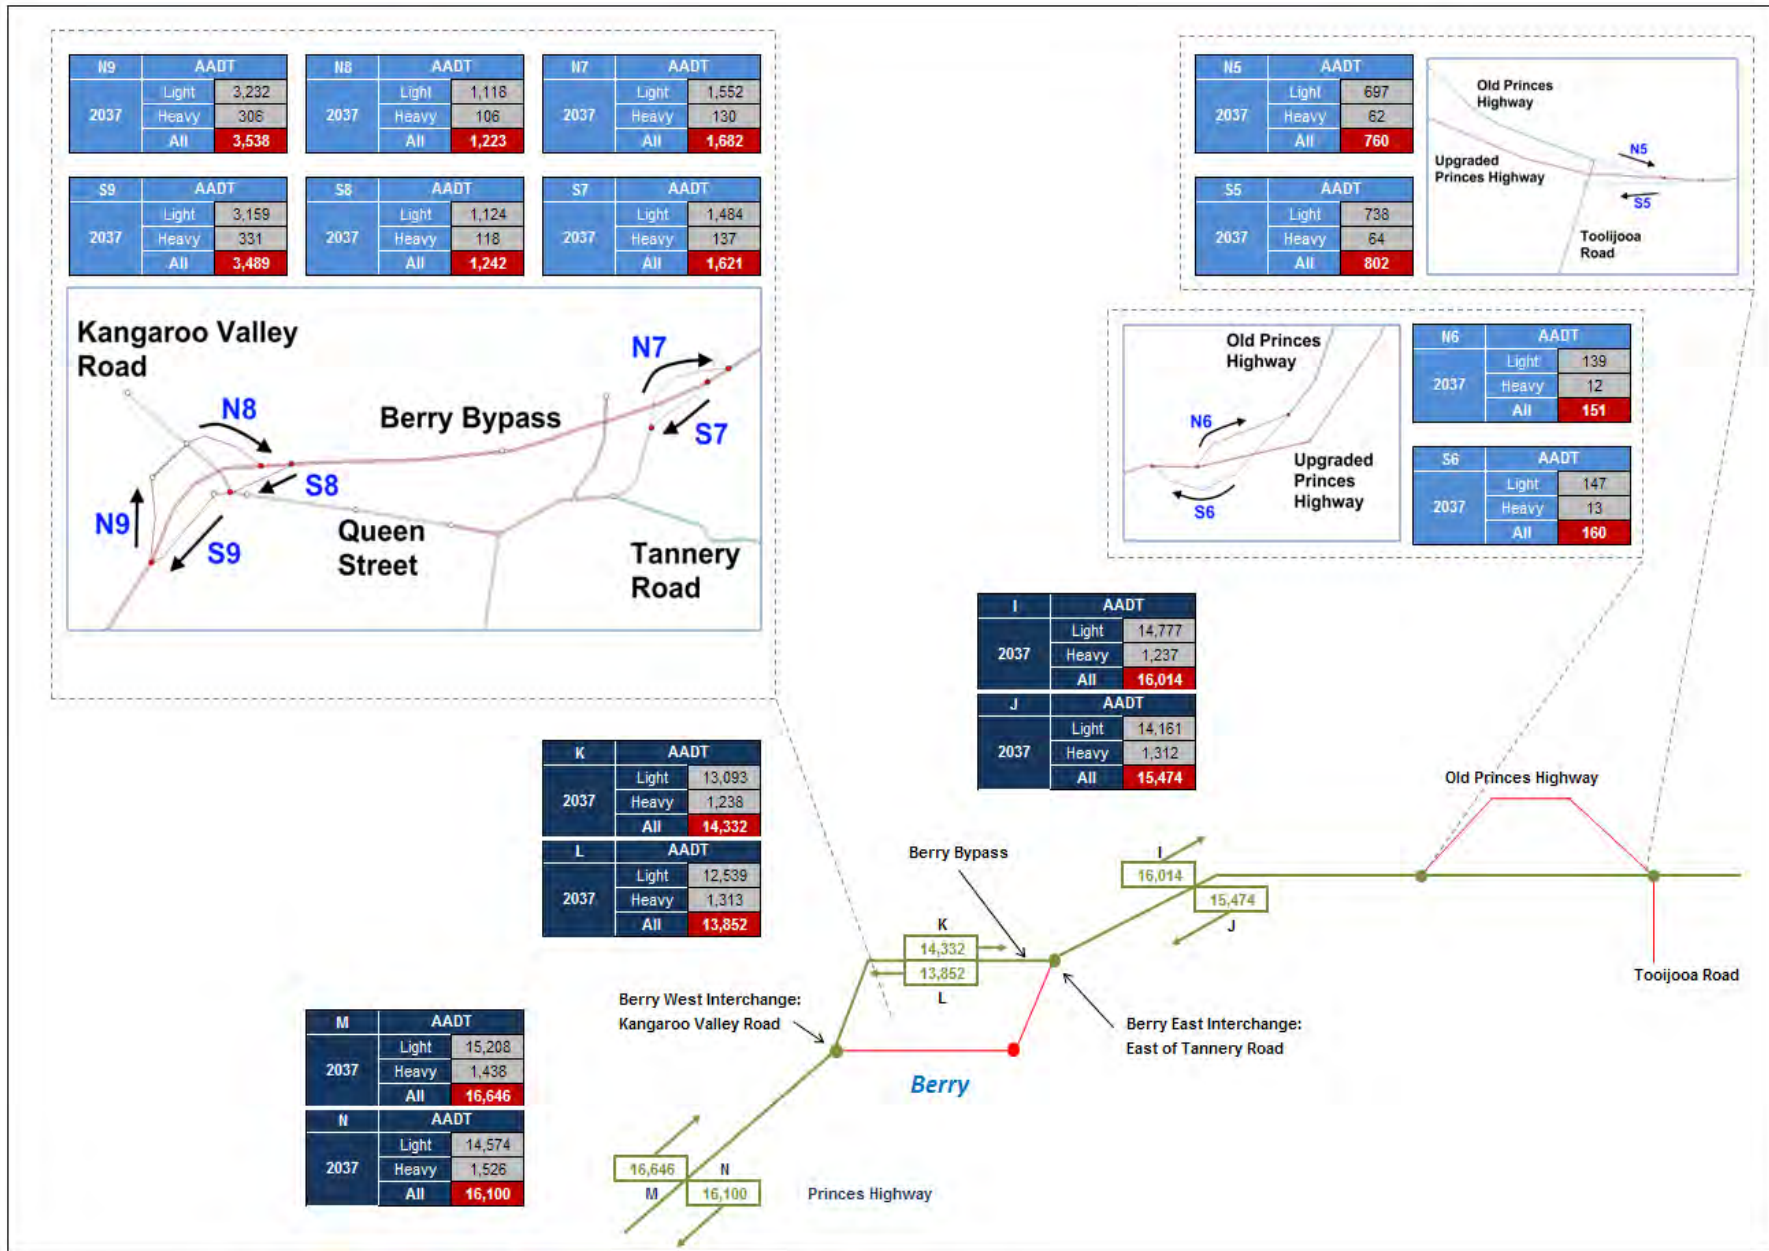 N9 AADT
2037
Light 3,232
Heavy 306
All 3,538
N8 AADT
2037
Light 1,118
Heavy 106
All 1,223
N7 AADT
2037
Light 1,552
Heavy 130
All 1,682
S9 AADT
2037
Light 3,159
Heavy 331
All 3,489
S8 AADT
2037
Light 1,124
Heavy 118
All 1,242
S7 AADT
2037
Light 1,484
Heavy 137
All 1,621
Kangaroo Valley
Road
N8
Berry Bypass
N7
S7
S8
N9
S9
Queen
Street
Tannery
Road
N5 AADT
2037
Light 697
Heavy 62
All 760
S5 AADT
2037
Light 738
Heavy 64
All 802
Old Princes
Highway
N5
Upgraded
Princes Highway
S5
Toolijooa
Road
Old Princes
Highway
N6
Upgraded
Princes
Highway
S6
N6 AADT
2037
Light 139
Heavy 12
All 151
S6 AADT
2037
Light 147
Heavy 13
All 160
I AADT
2037
Light 14,777
Heavy 1,237
All 16,014
J AADT
2037
Light 14,161
Heavy 1,312
All 15,474
K AADT
2037
Light 13,093
Heavy 1,238
All 14,332
L AADT
2037
Light 12,539
Heavy 1,313
All 13,852
M AADT
2037
Light 15,208
Heavy 1,438
All 16,646
N AADT
2037
Light 14,574
Heavy 1,526
All 16,100
Old Princes Highway
Berry Bypass
I
16,014
15,474
J
K
14,332
13,852
L
Tooijooa Road
Berry West Interchange:
Kangaroo Valley Road
Berry East Interchange:
East of Tannery Road
Berry
16,646
N
M
16,100
Princes Highway